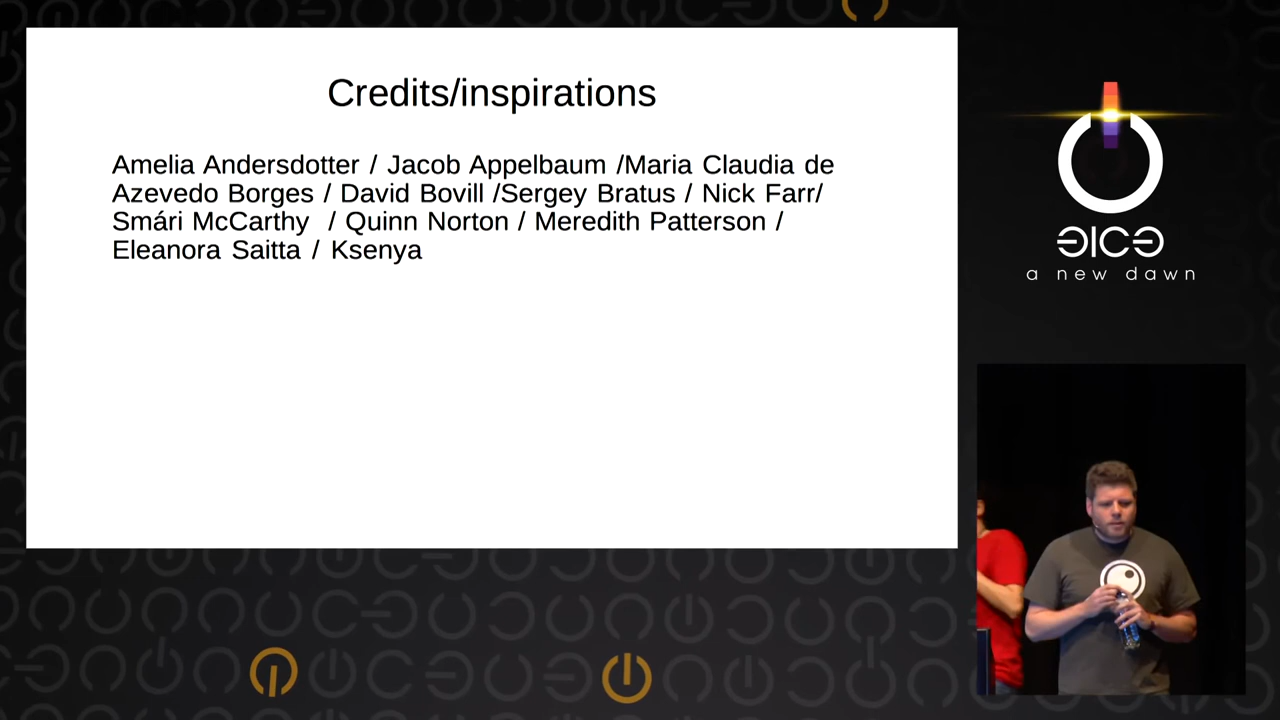 Credits/inspirations
Amelia Andersdotter / Jacob Appelbaum /Maria Claudia de
Azevedo Borges / David Bovill /Sergey Bratus / Nick Farr/
Smári McCarthy  / Quinn Norton / Meredith Patterson /
Eleanora Saitta / Ksenya
ƎICƏ
a new dawn